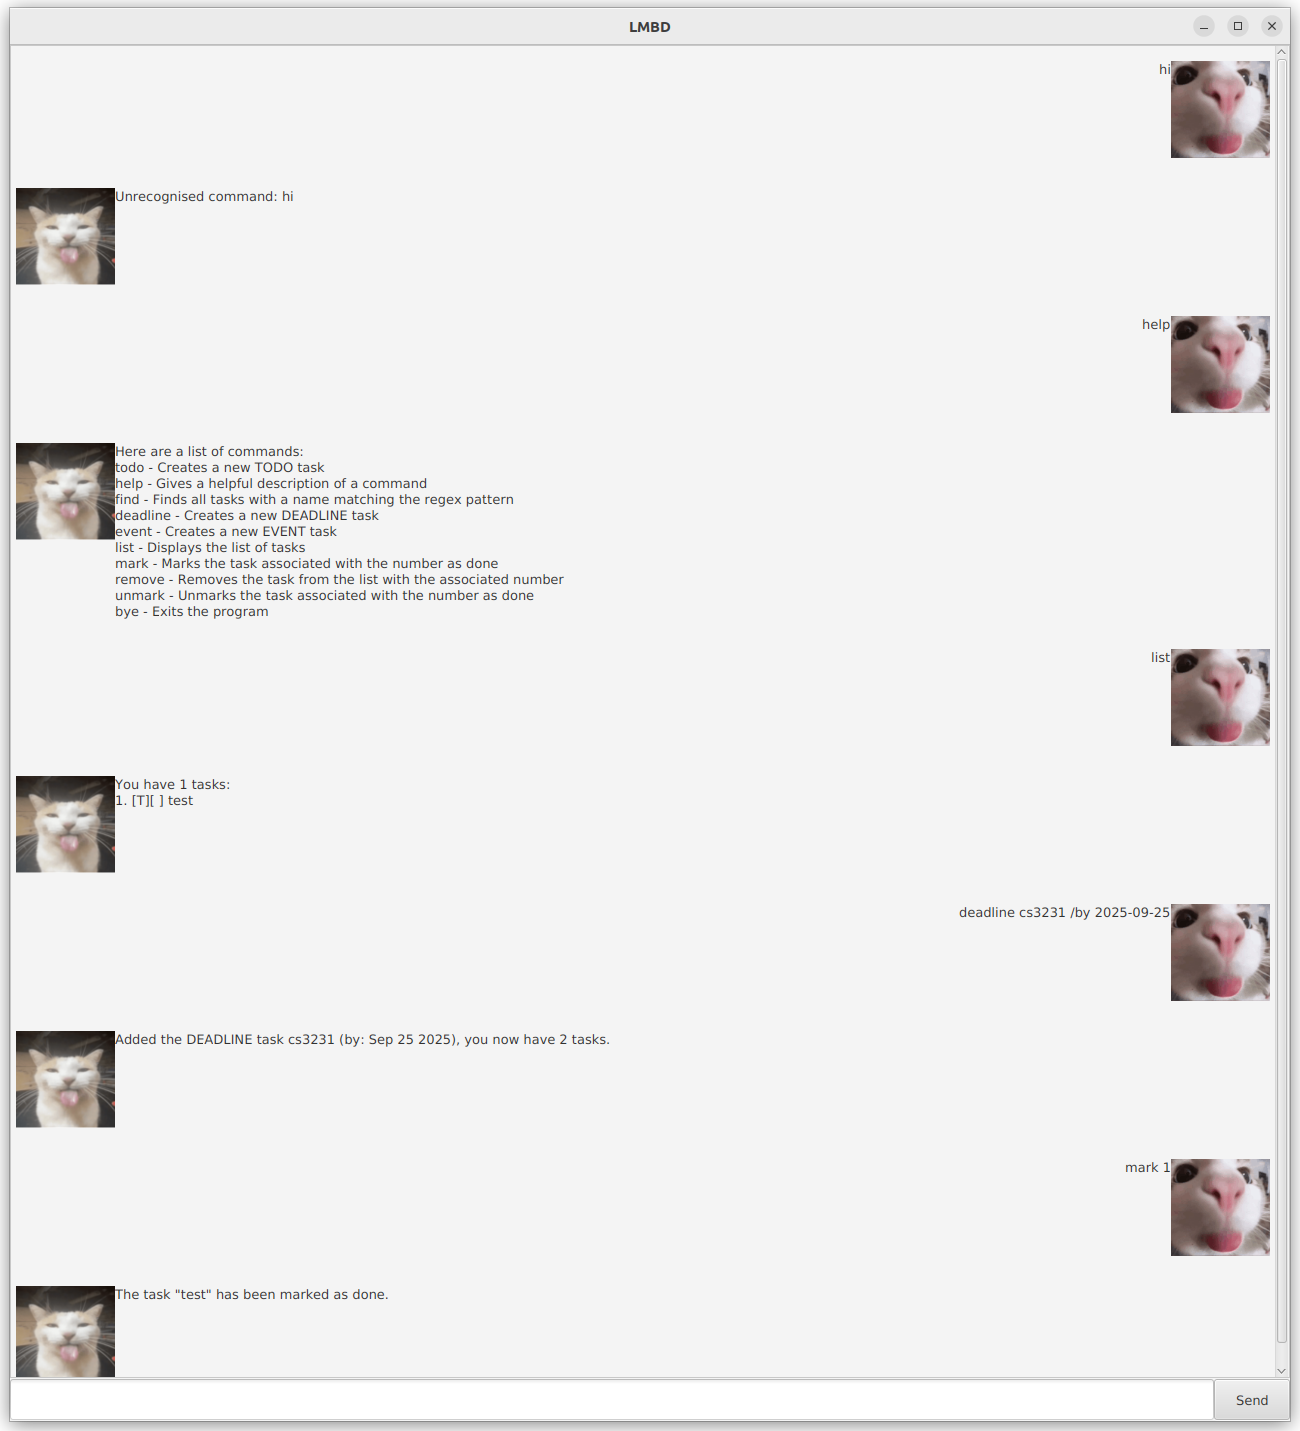 LMBD
hi
Unrecognised command: hi
help
Here are a list of commands:
todo - Creates a new TODO task
help - Gives a helpful description of a command
find - Finds all tasks with a name matching the regex pattern
deadline - Creates a new DEADLINE task
event - Creates a new EVENT task
list - Displays the list of tasks
mark - Marks the task associated with the number as done
remove - Removes the task from the list with the associated number
unmark - Unmarks the task associated with the number as done
bye - Exits the program
list
You have 1 tasks:
1. [T][ ] test
deadline cs3231 /by 2025-09-25
Added the DEADLINE task cs3231 (by: Sep 25 2025), you now have 2 tasks.
mark 1
The task "test" has been marked as done.
Send